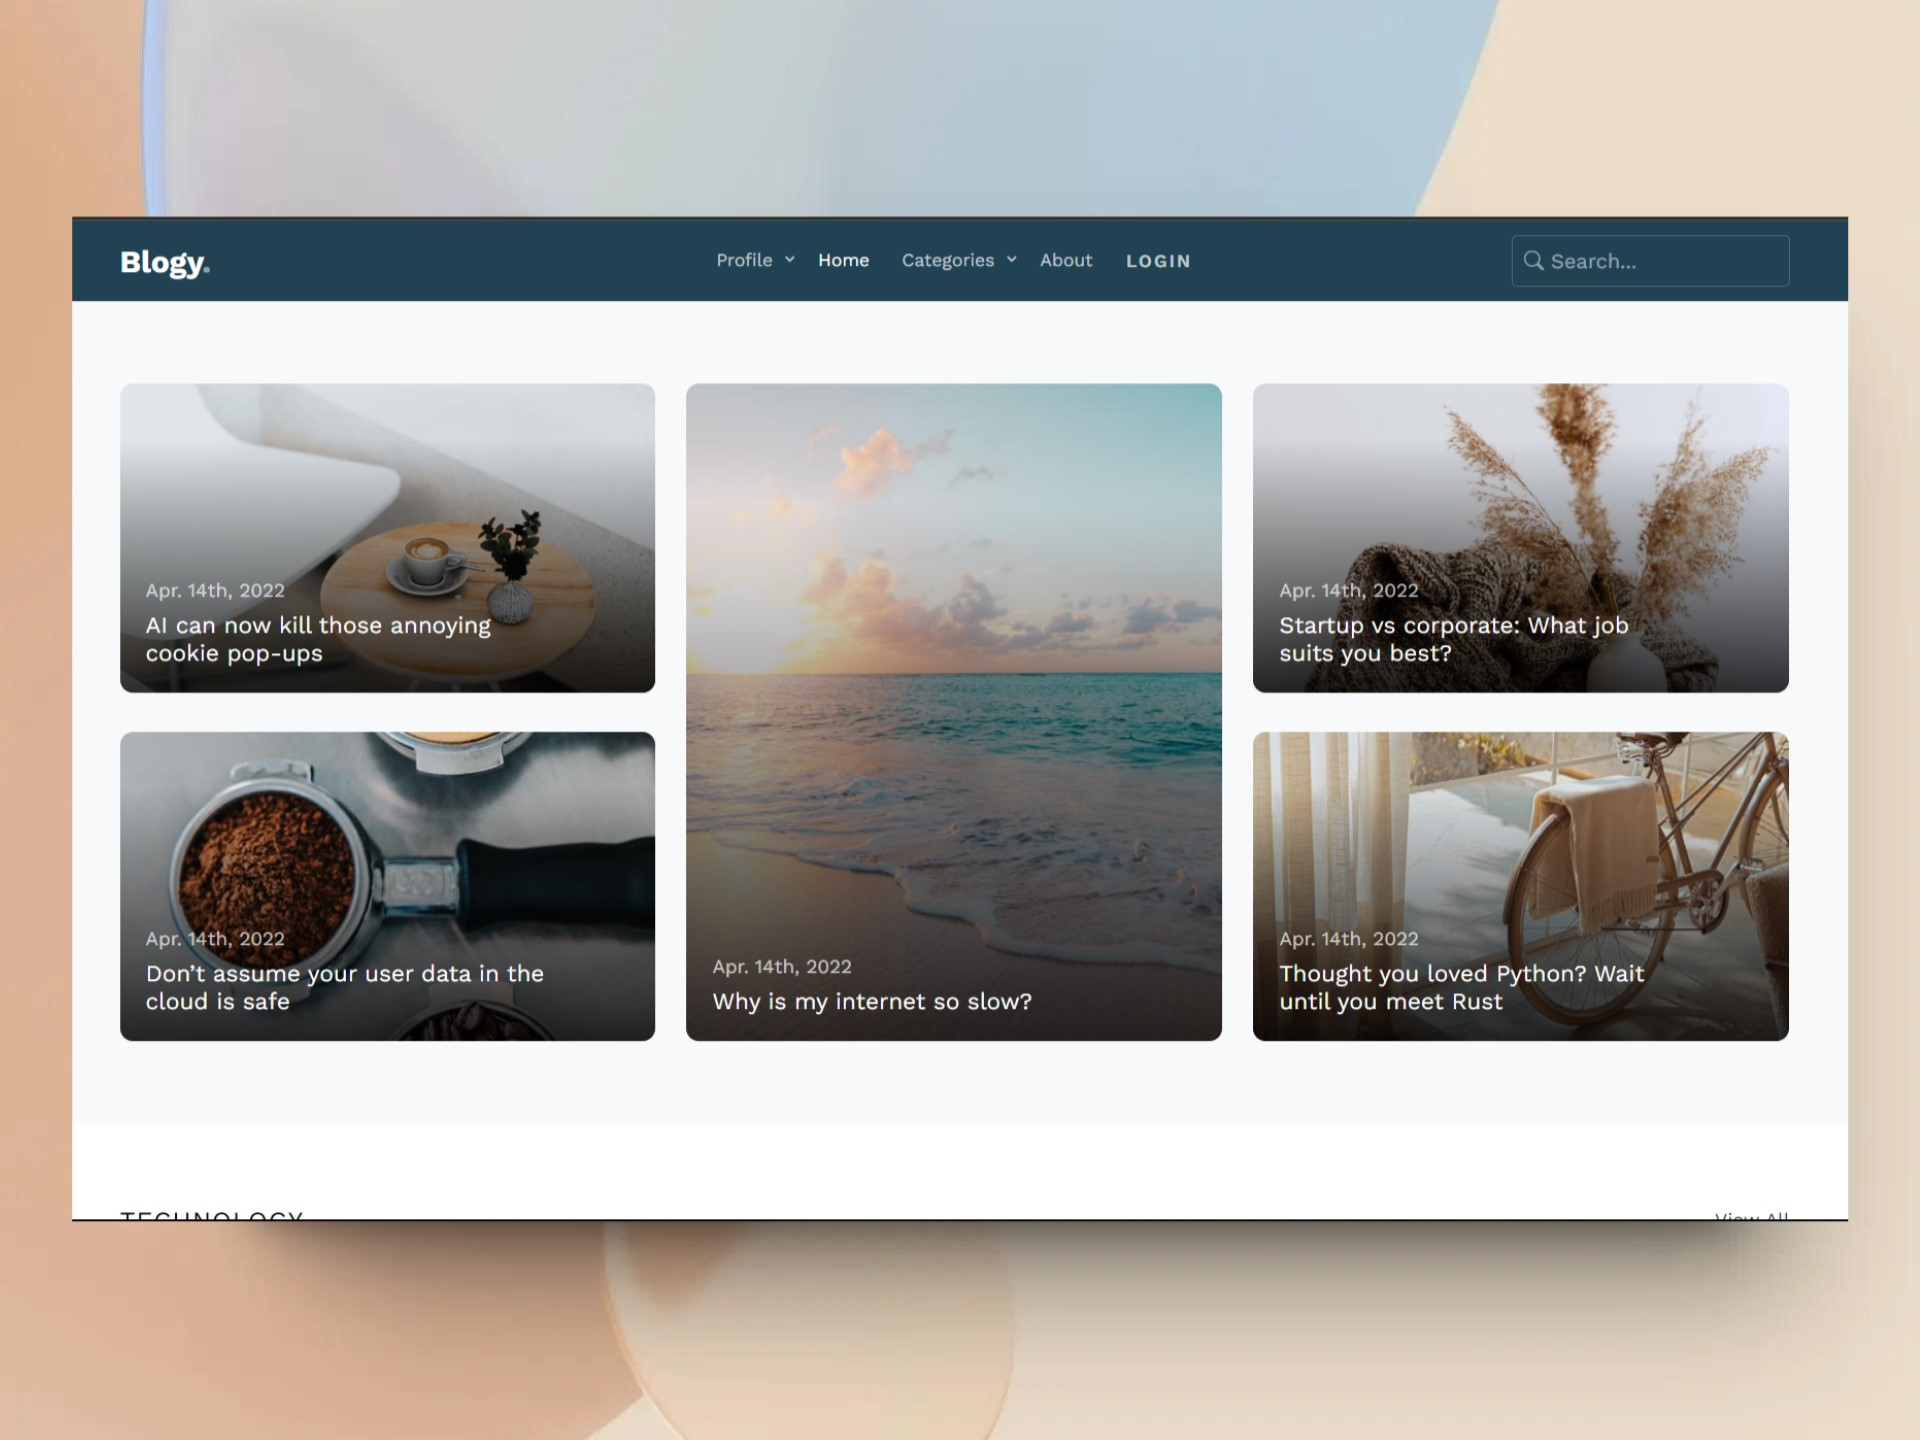 Blogy.
Profile Home Categories About LOGIN
Search...
Apr. 14th, 2022
AI can now kill those annoying
cookie pop-ups
Apr. 14th, 2022
Don’t assume your user data in the
cloud is safe
Apr. 14th, 2022
Why is my internet so slow?
Apr. 14th, 2022
Startup vs corporate: What job
suits you best?
Apr. 14th, 2022
Thought you loved Python? Wait
until you meet Rust
TECHNOLOGY
View All